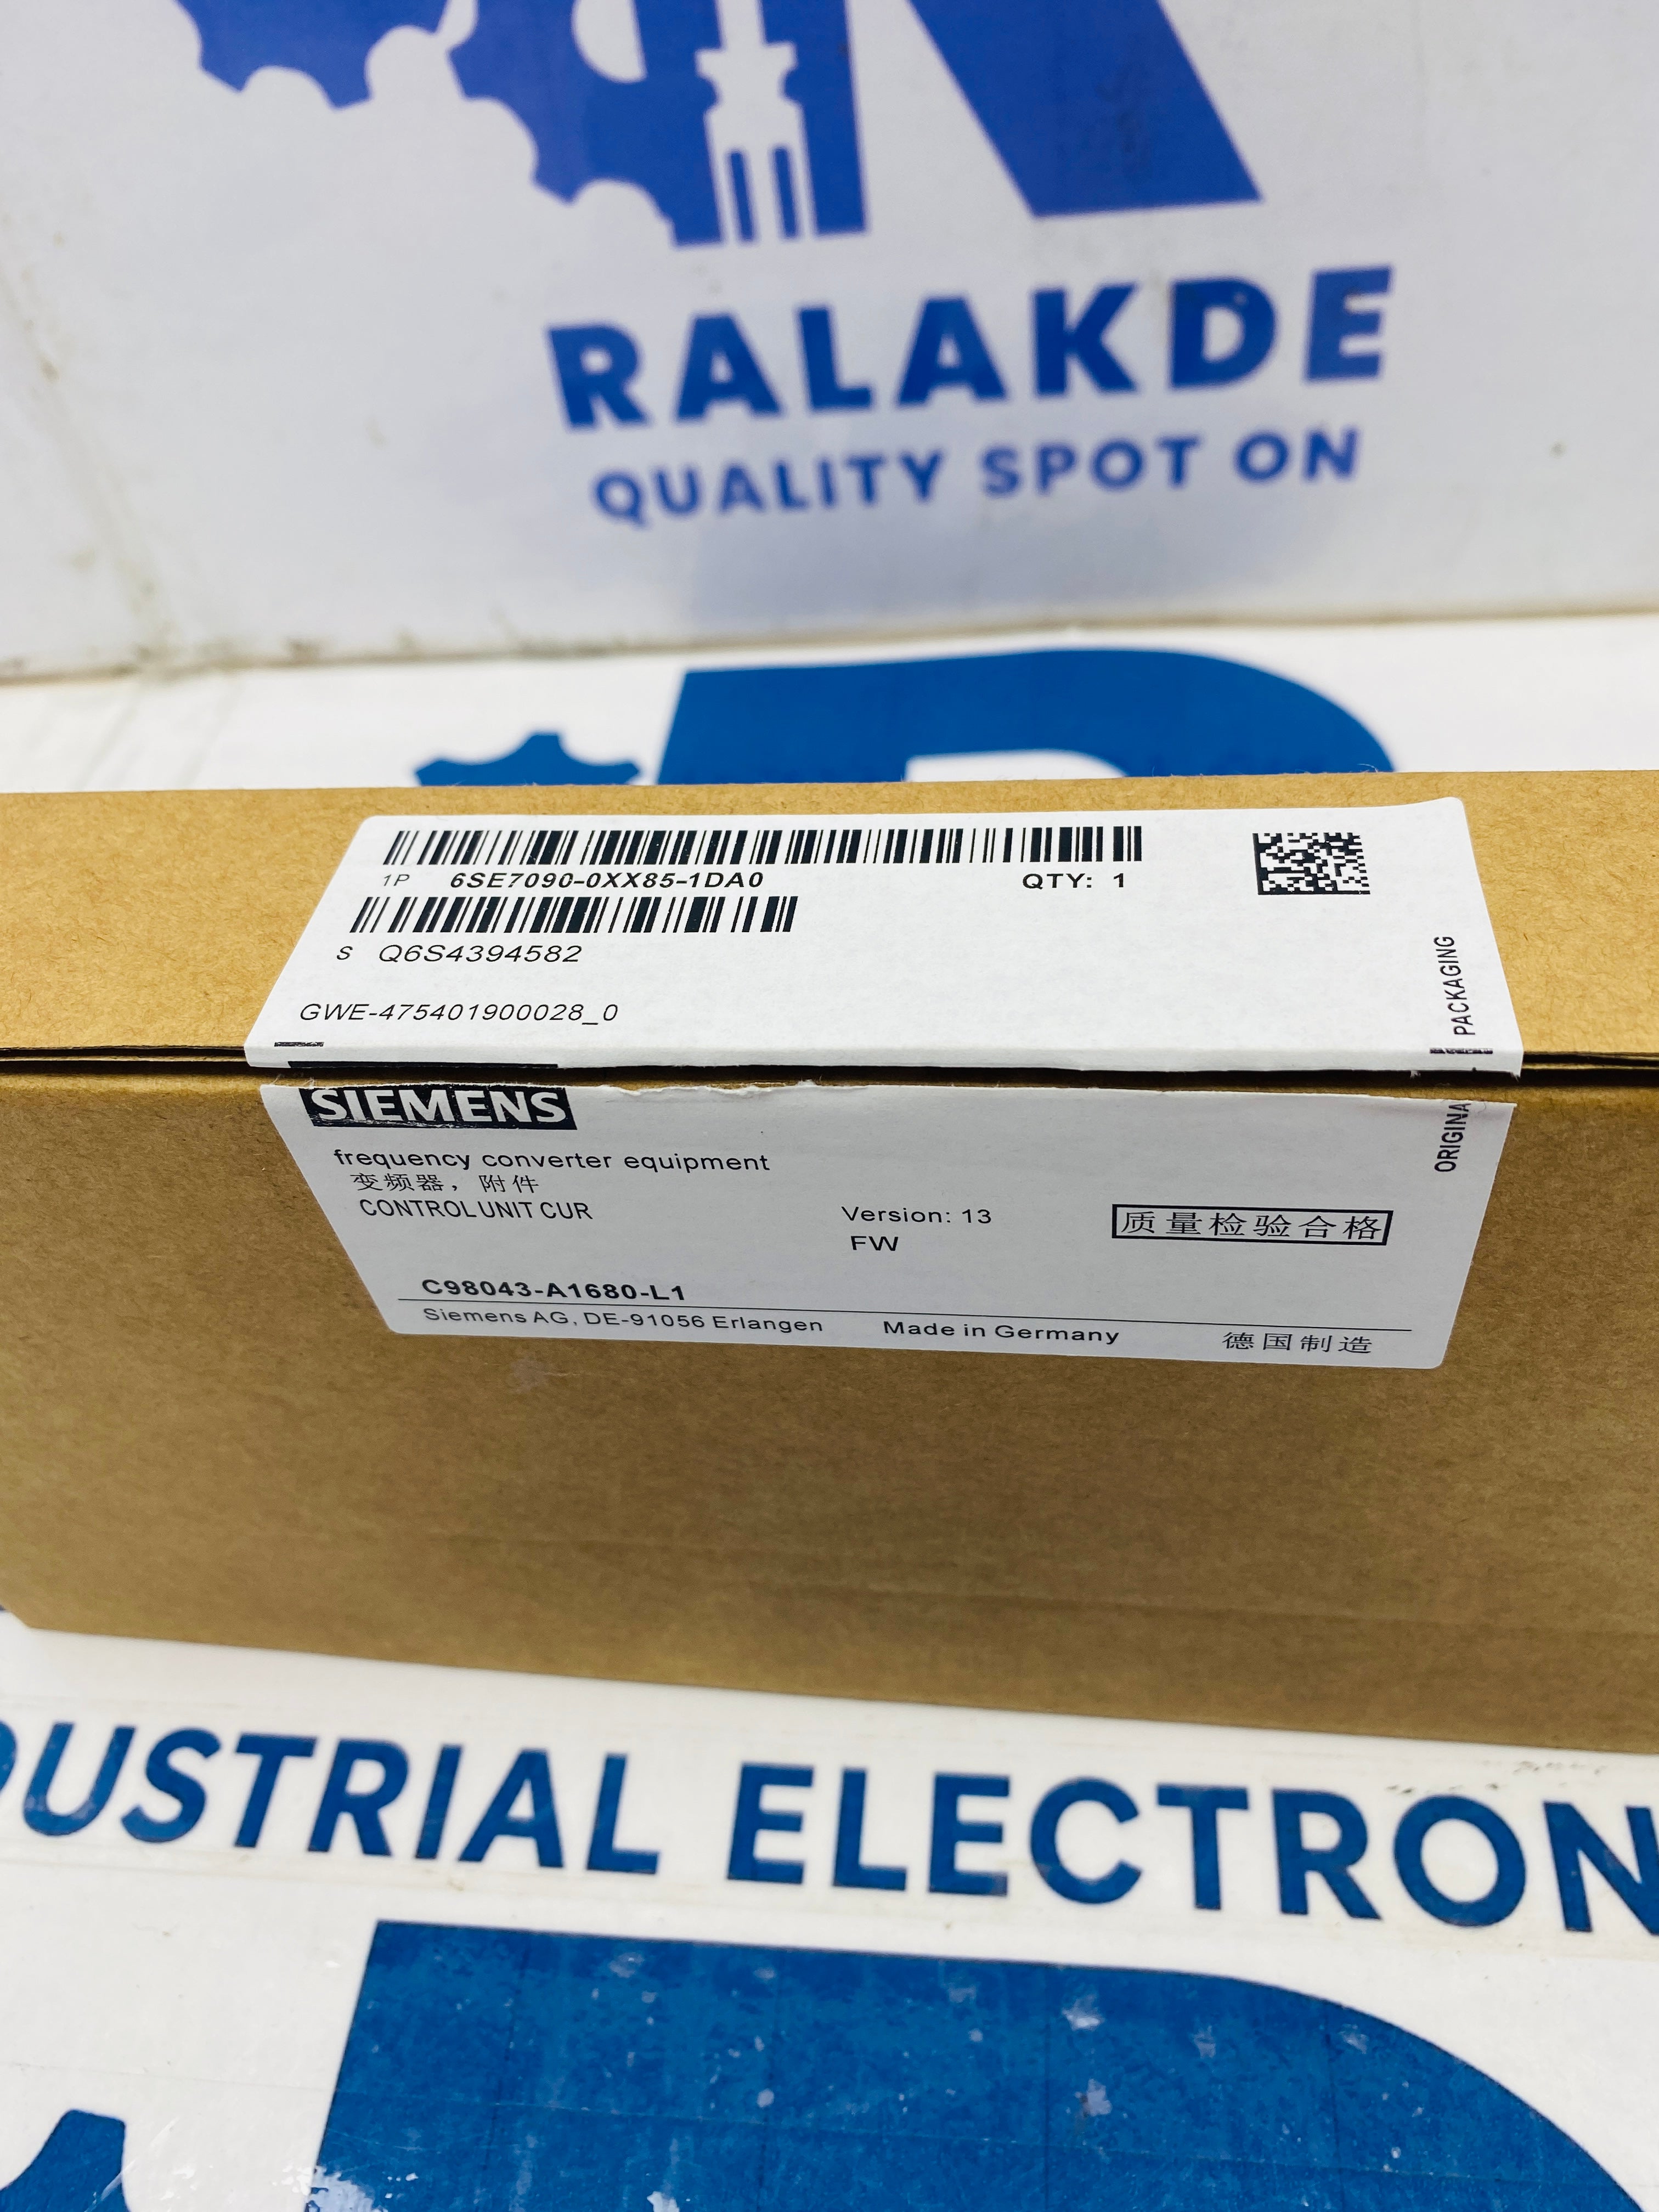 RALAKDE
QUALITY SPOT ON
1P 6SE7090-0XX85-1DA0 QTY: 1
S Q6S4394582
GWE-475401900028_0
ORIGINA PACKAGING
SIEMENS
frequency converter equipment
变频器，附件
CONTROL UNIT CUR
Version: 13
FW
质量检验合格
C98043-A1680-L1
Siemens AG, DE-91056 Erlangen Made in Germany 德国制造
DUSTRIAL ELECTRON